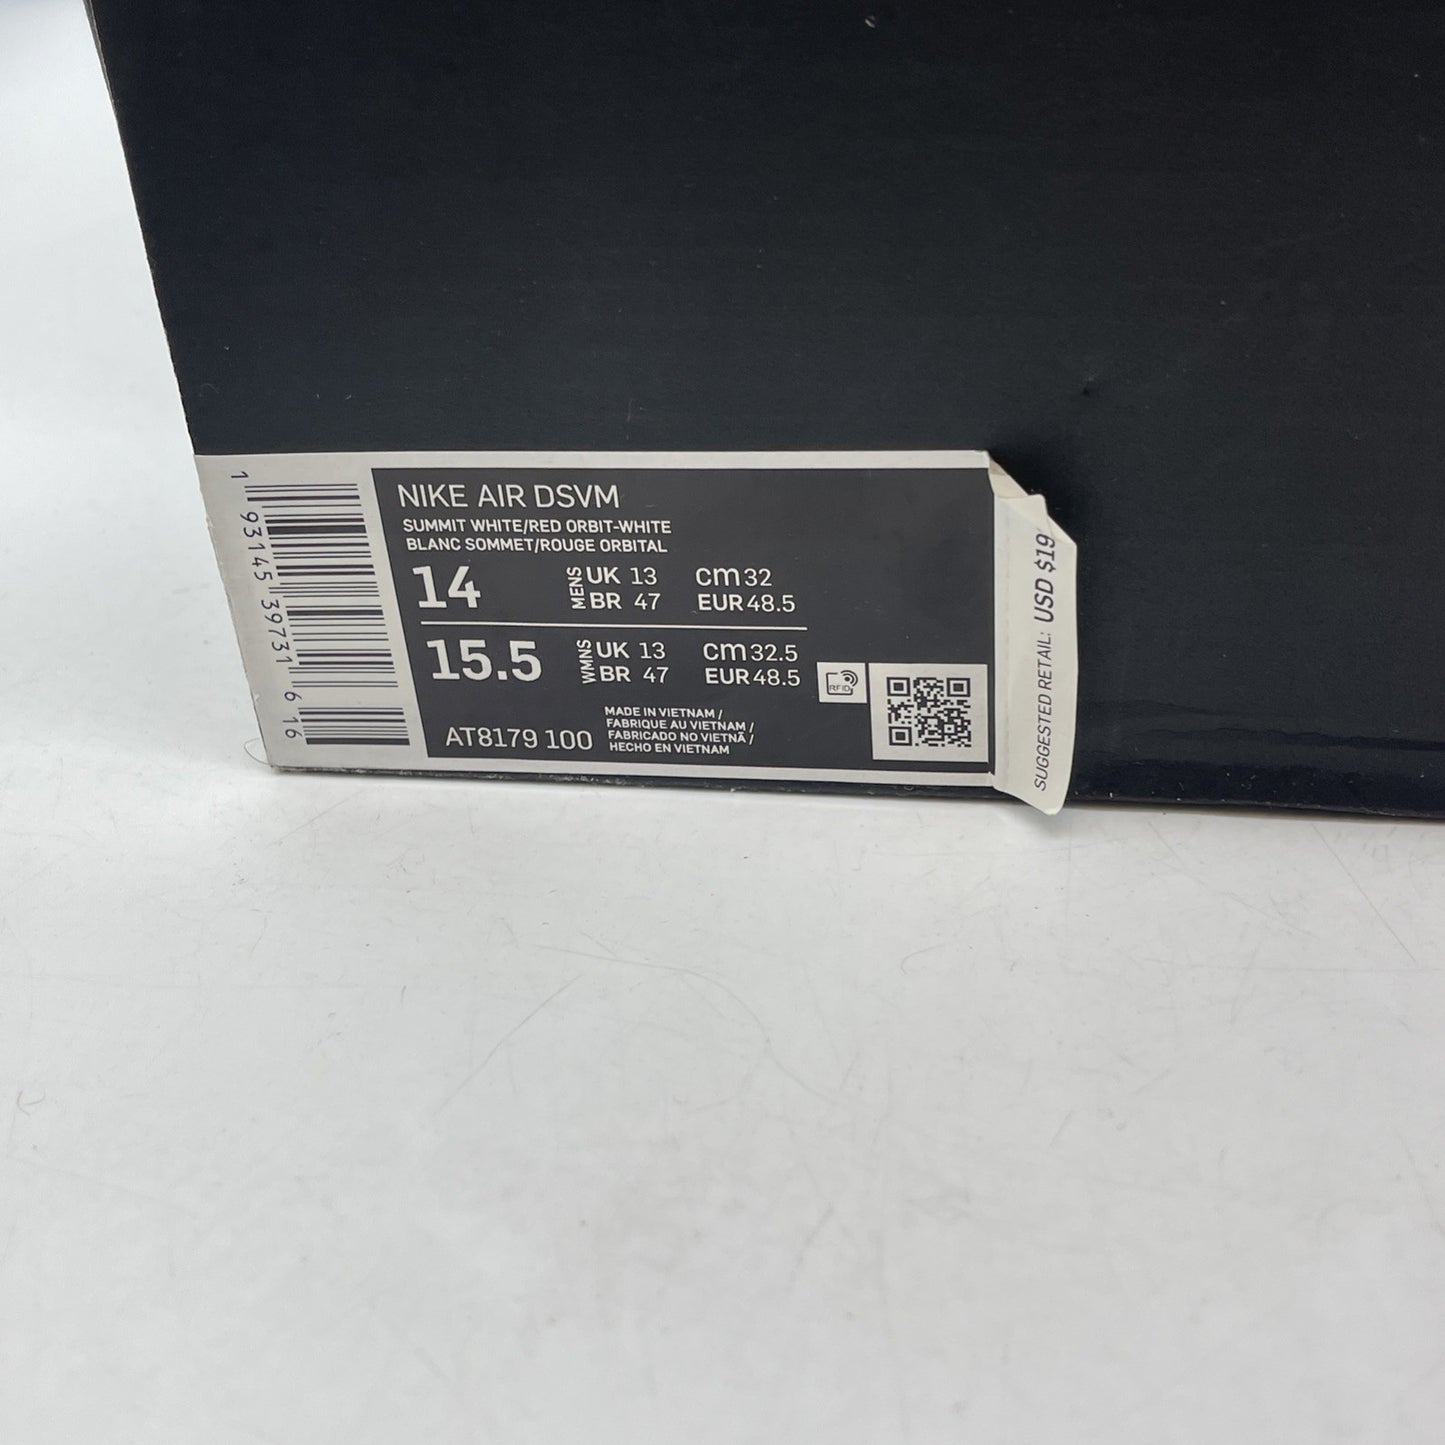 1 93145 39731 6 16
NIKE AIR DSVM
SUMMIT WHITE/RED ORBIT-WHITE
BLANC SOMMET/ROUGE ORBITAL
14 MENS UK 13 cm 32
BR 47 EUR 48.5
15.5 WMNS UK 13 cm 32.5
BR 47 EUR 48.5
AT8179 100
MADE IN VIETNAM /
FABRIQUE AU VIETNAM /
FABRICADO NO VIETNÃ /
HECHO EN VIETNAM
RFID
SUGGESTED RETAIL: USD $19